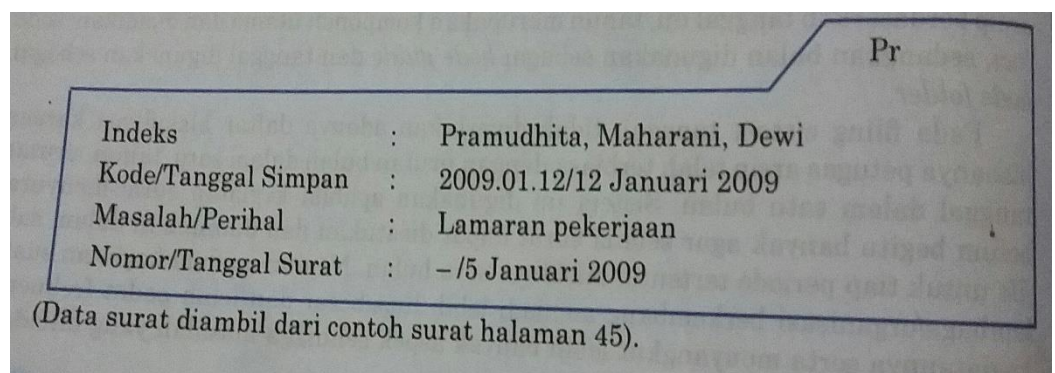 Pr
Indeks : Pramudhita, Maharani, Dewi
Kode/Tanggal Simpan : 2009.01.12/12 Januari 2009
Masalah/Perihal : Lamaran pekerjaan
Nomor/Tanggal Surat : – /5 Januari 2009
(Data surat diambil dari contoh surat halaman 45).